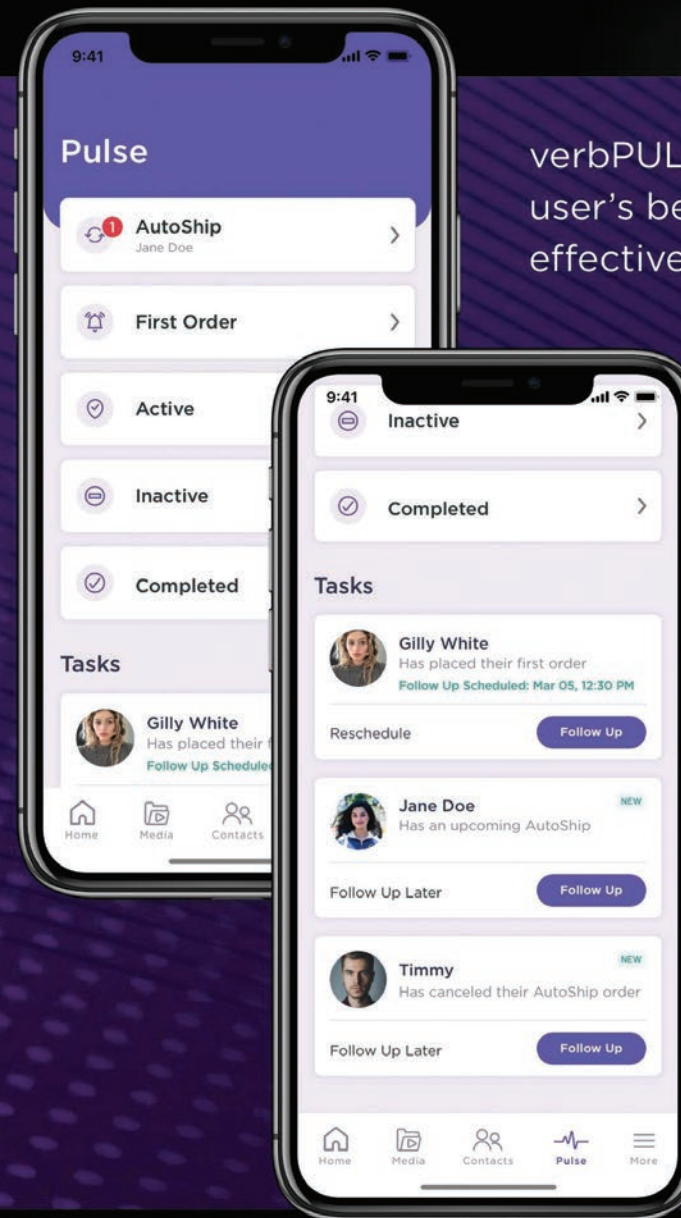 9:41
Pulse
1
AutoShip
Jane Doe
First Order
Active
Inactive
Completed
Tasks
Gilly White
Has placed their
Follow Up
Home
Media
Contacts
verbPUL
user's be
effective
9:41
Inactive
Completed
Tasks
Gilly White
Has placed their first order
Follow Up Scheduled: Mar 05, 12:30 PM
Reschedule
Follow Up
Jane Doe
NEW
Has an upcoming AutoShip
Follow Up Later
Follow Up
Timmy
NEW
Has canceled their AutoShip order
Follow Up Later
Follow Up
Home
Media
Contacts
Pulse
More